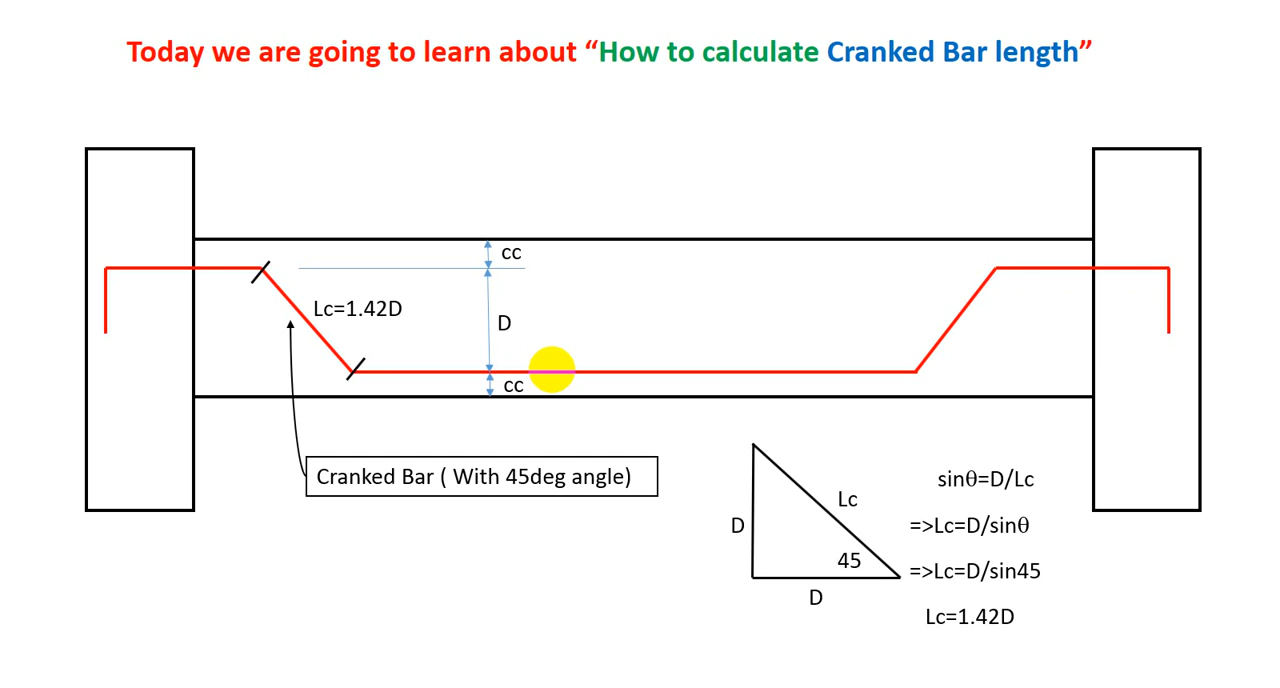 Today we are going to learn about “How to calculate Cranked Bar length”
cc
Lc=1.42D
D
cc
Cranked Bar ( With 45deg angle)
D
Lc
45
D
sinθ=D/Lc
=>Lc=D/sinθ
=>Lc=D/sin45
Lc=1.42D